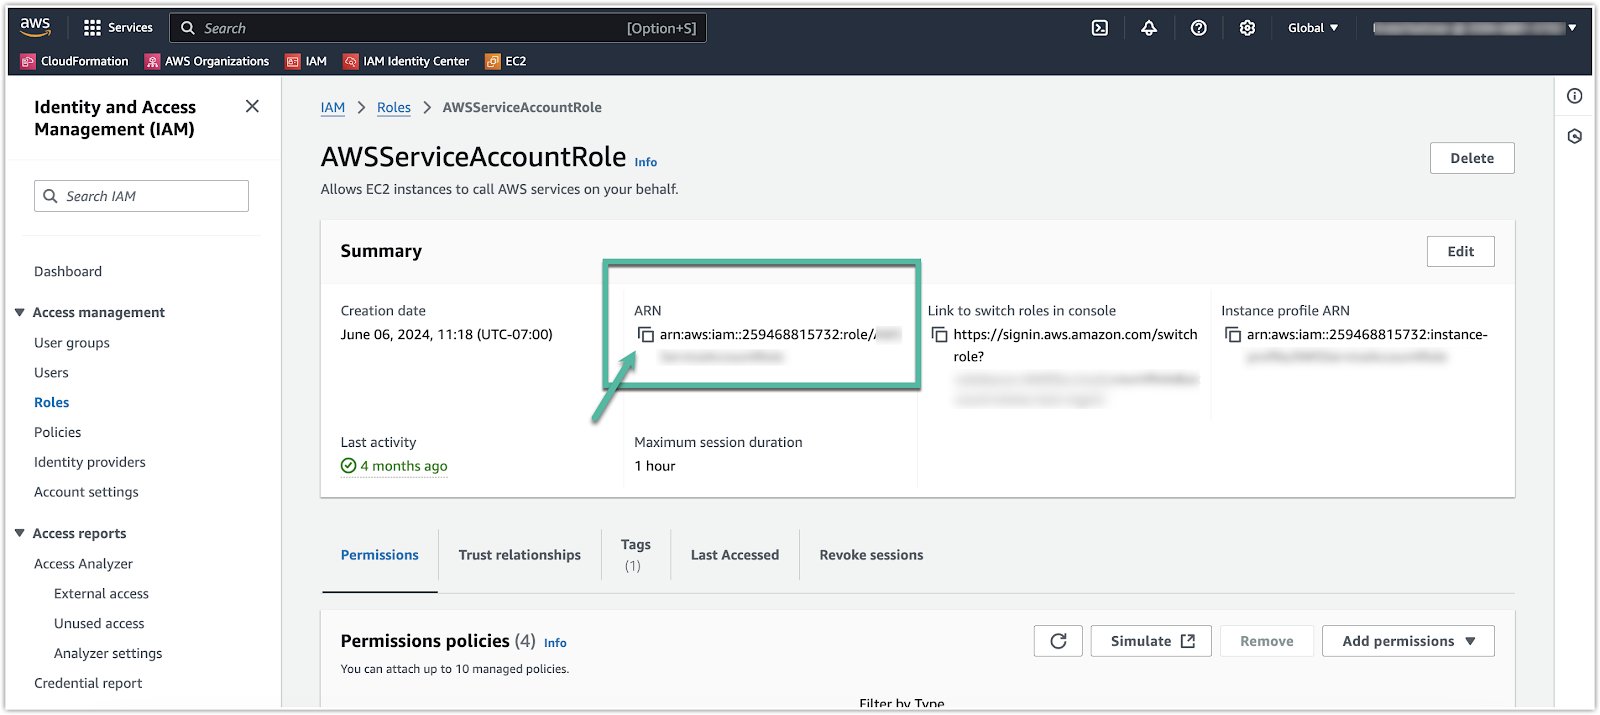 aws
Services
Search
[Option+S]
Global
CloudFormation
AWS Organizations
IAM
IAM Identity Center
EC2
Identity and Access
Management (IAM)
Search IAM
Dashboard
Access management
User groups
Users
Roles
Policies
Identity providers
Account settings
Access reports
Access Analyzer
External access
Unused access
Analyzer settings
Credential report
IAM > Roles > AWSServiceAccountRole
AWSServiceAccountRole Info
Delete
Allows EC2 instances to call AWS services on your behalf.
Summary
Edit
Creation date
June 06, 2024, 11:18 (UTC-07:00)
ARN
arn:aws:iam::259468815732:role/
Link to switch roles in console
https://signin.aws.amazon.com/switch
role?
Instance profile ARN
arn:aws:iam::259468815732:instance-
Last activity
4 months ago
Maximum session duration
1 hour
Permissions
Trust relationships
Tags
(1)
Last Accessed
Revoke sessions
Permissions policies (4) Info
You can attach up to 10 managed policies.
Simulate
Remove
Add permissions
Filter by Type